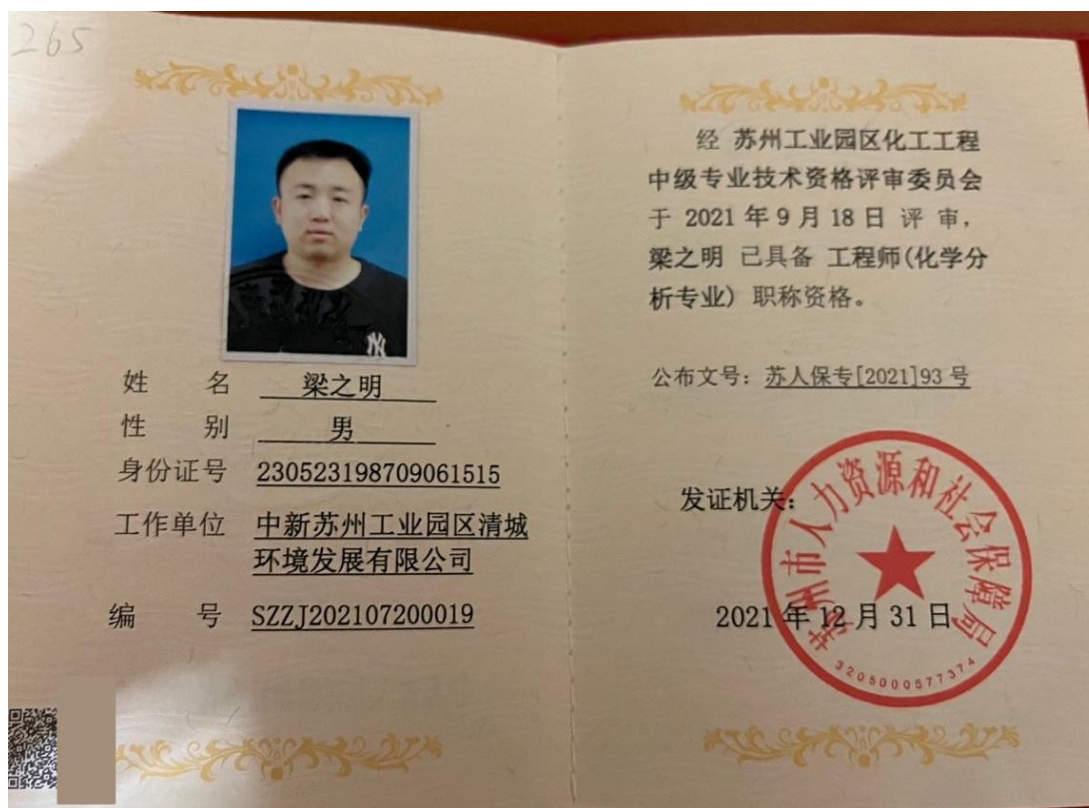 265
姓 名 梁之明
性 别 男
身份证号 230523198709061515
工作单位 中新苏州工业园区清城
环境发展有限公司
编 号 SZZJ202107200019
经 苏州工业园区化工工程
中级专业技术资格评审委员会
于 2021 年 9 月 18 日 评 审，
梁之明 已具备 工程师(化学分
析专业) 职称资格。
公布文号：苏人保专[2021]93 号
发证机关：
2021 年 12 月 31 日
苏州市人力资源和社会保障局
3205000577374
NY